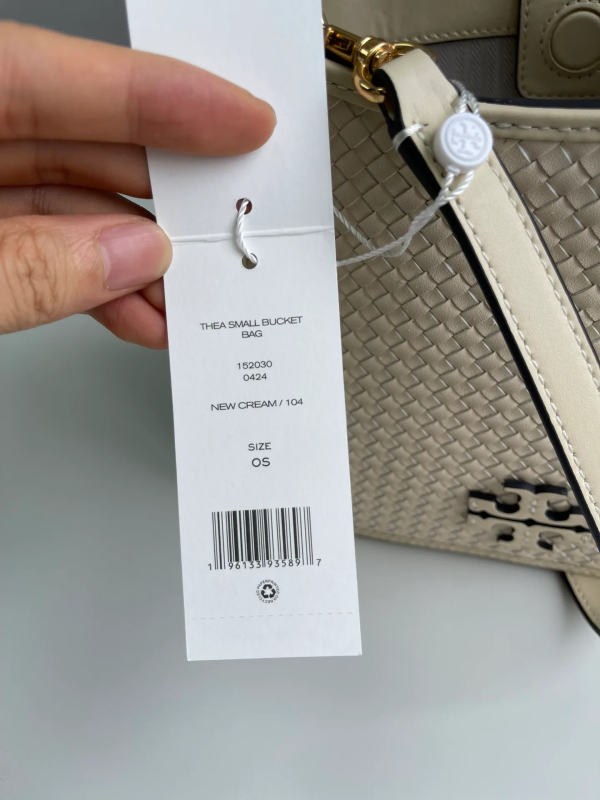 THEA SMALL BUCKET
BAG
152030
0424
NEW CREAM / 104
SIZE
OS
1 96133 93589 7